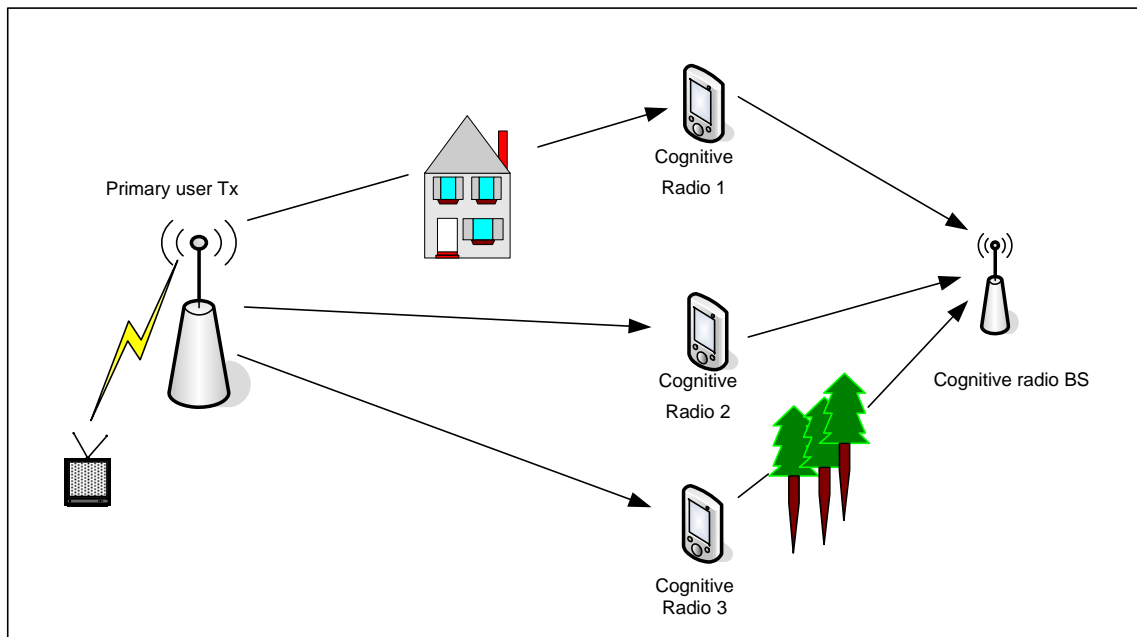 Primary user Tx
Cognitive
Radio 1
Cognitive
Radio 2
Cognitive radio BS
Cognitive
Radio 3